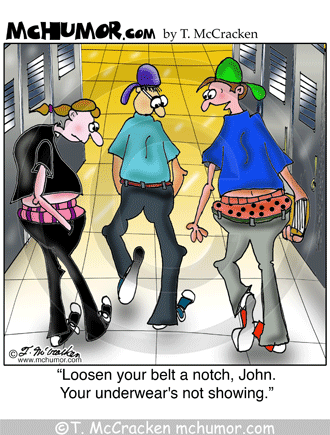 McHUMOR.com by T. McCracken
©T. McCracken
www.mchumor.com
“Loosen your belt a notch, John.
Your underwear's not showing.”
©T. McCracken mchumor.com